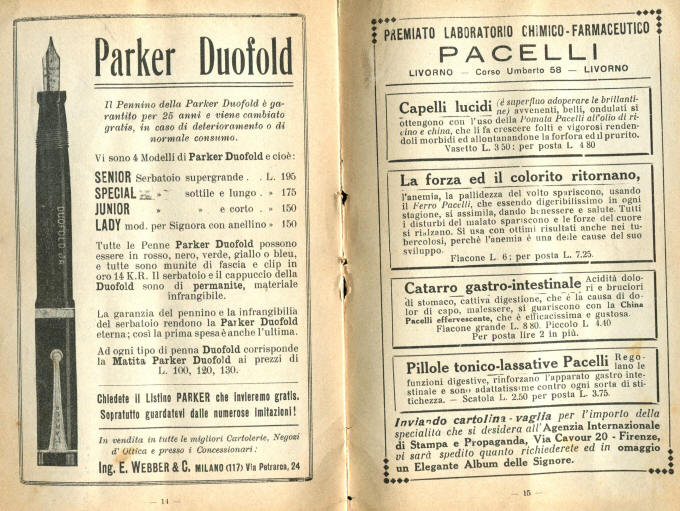 Parker Duofold
Il Pennino della Parker Duofold è ga-
rantito per 25 anni e viene cambiato
gratis, in caso di deterioramento o di
normale consumo.
Vi sono 4 Modelli di Parker Duofold e cioè:
SENIOR Serbatoio supergrande . . L. 195
SPECIAL » sottile e lungo . » 175
JUNIOR » » e corto . » 150
LADY mod. per Signora con anellino » 150
Tutte le Penne Parker Duofold possono
essere in rosso, nero, verde, giallo o bleu,
e tutte sono munite di fascia e clip in
oro 14 K.R. Il serbatoio e il cappuccio della
Duofold sono di permanite, materiale
infrangibile.
La garanzia del pennino e la infrangibilia
del serbatoio rendono la Parker Duofold
eterna; così la prima spesa è anche l'ultima.
Ad ogni tipo di penna Duofold corrisponde
la Matita Parker Duofold ai prezzi di
L. 100, 120, 130.
Chiedete il Listino PARKER che invieremo gratis.
Sopratutto guardatevi dalle numerose imitazioni!
In vendita in tutte le migliori Cartolerie, Negozi
d'Ottica e presso i Concessionari:
Ing. E. WEBBER & C. MILANO (117) Via Petrarca, 24
DUOFOLD JR
— 14 —
PREMIATO LABORATORIO CHIMICO-FARMACEUTICO
PACELLI
LIVORNO — Corso Umberto 58 — LIVORNO
Capelli lucidi (è superfluo adoperare le brillanti-
ne) avvenenti, belli, ondulati si
ottengono con l'uso della Pomata Pacelli all'olio di ri-
cino e china, che li fa crescere folti e vigorosi renden-
doli morbidi ed allontanandone la forfora ed il prurito.
Vasetto L. 3 50; per posta L. 4 80
La forza ed il colorito ritornano,
l'anemia, la pallidezza del volto spariscono, usando
il Ferro Pacelli, che essendo digeribilissimo in ogni
stagione, si assimila, dando benessere e salute. Tutti
i disturbi del malato spariscono e le forze del cuore
si rialzano. Si usa con ottimi risultati anche nei tu-
bercolosi, perchè l'anemia è una delle cause del suo
sviluppo.
Flacone L. 6; per posta L. 7.25.
Catarro gastro-intestinale Acidità dolo-
ri e bruciori
di stomaco, cattiva digestione, che è la causa di do-
lor di capo, malessere, si guariscono con la China
Pacelli effervescente, che è efficacissima e gustosa.
Flacone grande L. 8 80. Piccolo L. 4.40
Per posta lire 2 in più.
Pillole tonico-lassative Pacelli Rego-
lano le
funzioni digestive, rinforzano l'apparato gastro inte-
stinale e sono adattatissime contro ogni sorta di sti-
tichezza. — Scatola L. 2.50 per posta L. 3.75.
Inviando cartolina-vaglia per l'importo della
specialità che si desidera all'Agenzia Internazionale
di Stampa e Propaganda, Via Cavour 20 - Firenze,
vi sarà spedito quanto richiederete ed in omaggio
un Elegante Album delle Signore.
— 15 —